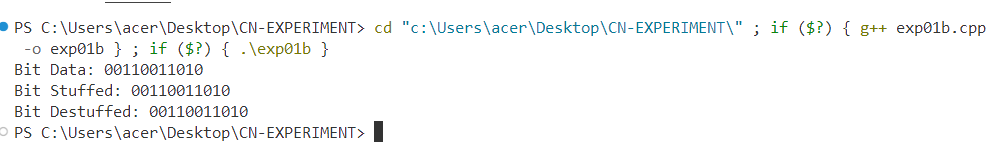 PS C:\Users\acer\Desktop\CN-EXPERIMENT> cd "c:\Users\acer\Desktop\CN-EXPERIMENT\" ; if ($?) { g++ exp01b.cpp
-o exp01b } ; if ($?) { .\exp01b }
Bit Data: 00110011010
Bit Stuffed: 00110011010
Bit Destuffed: 00110011010
PS C:\Users\acer\Desktop\CN-EXPERIMENT>